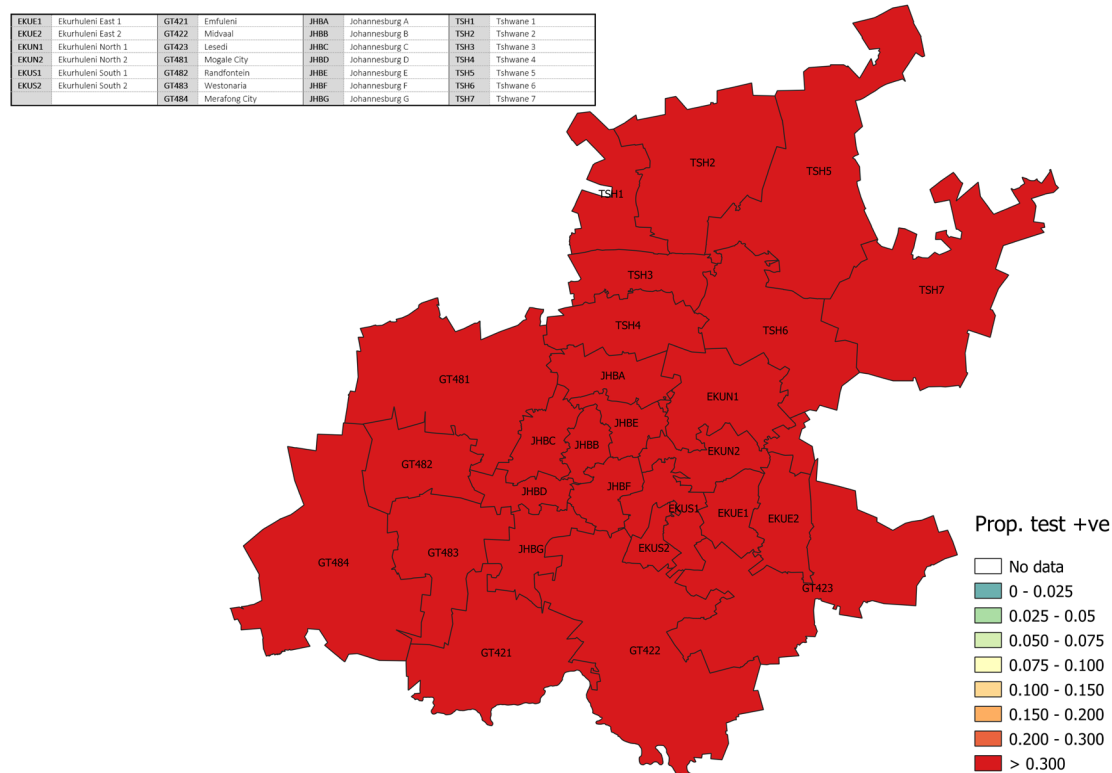 EKUE1 Ekurhuleni East 1 GT421 Emfuleni JHBA Johannesburg A TSH1 Tshwane 1
EKUE2 Ekurhuleni East 2 GT422 Midvaal JHBB Johannesburg B TSH2 Tshwane 2
EKUN1 Ekurhuleni North 1 GT423 Lesedi JHBC Johannesburg C TSH3 Tshwane 3
EKUN2 Ekurhuleni North 2 GT481 Mogale City JHBD Johannesburg D TSH4 Tshwane 4
EKUS1 Ekurhuleni South 1 GT482 Randfontein JHBE Johannesburg E TSH5 Tshwane 5
EKUS2 Ekurhuleni South 2 GT483 Westonaria JHBF Johannesburg F TSH6 Tshwane 6
GT484 Merafong City JHBG Johannesburg G TSH7 Tshwane 7
TSH2
TSH5
TSH1
TSH3
TSH7
TSH4
TSH6
JHBA
GT481
EKUN1
JHBE
JHBC
JHBB
EKUN2
GT482
JHBF
JHBD
EKUS1
EKUE1
EKUE2
JHBG
EKUS2
GT483
GT484
GT423
GT421
GT422
Prop. test +ve
No data
0 - 0.025
0.025 - 0.05
0.050 - 0.075
0.075 - 0.100
0.100 - 0.150
0.150 - 0.200
0.200 - 0.300
> 0.300